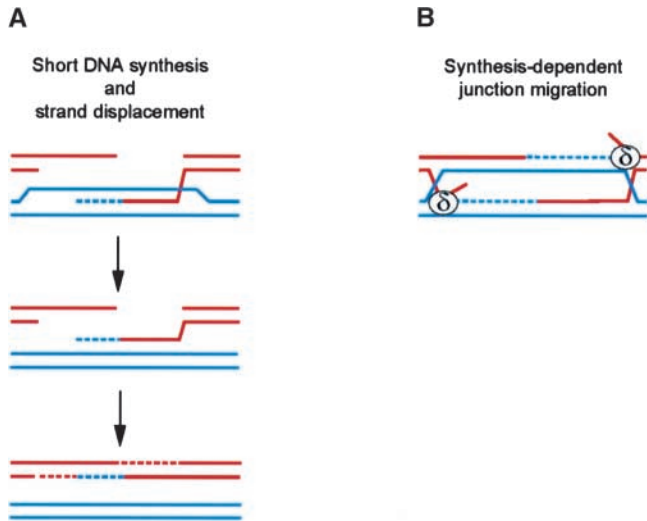 A
Short DNA synthesis
and
strand displacement
B
Synthesis-dependent
junction migration
δ
δ